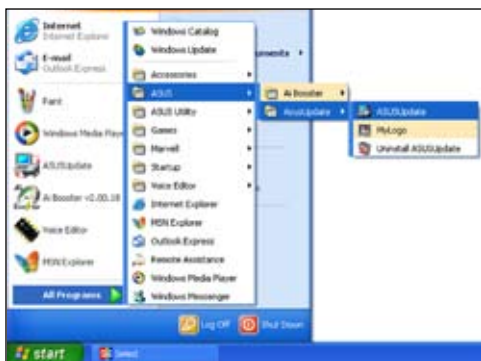 Internet
Internet Explorer
E-mail
Outlook Express
Paint
Windows Media Play
ASUSUpdate
Ai Booster v2.00.18
Voice Editor
MSN Explorer
All Programs
Windows Catalog
Windows Update
Accessories
ASUS
ASUS Utility
Games
Marvell
Startup
Voice Editor
Internet Explorer
MSN Explorer
Outlook Express
Remote Assistance
Windows Media Player
Windows Messenger
ocuments
Ai Booster
AsusUpdate
ASUSUpdate
MyLogo
Uninstall ASUSUpdate
Log Off
Shut Down
start